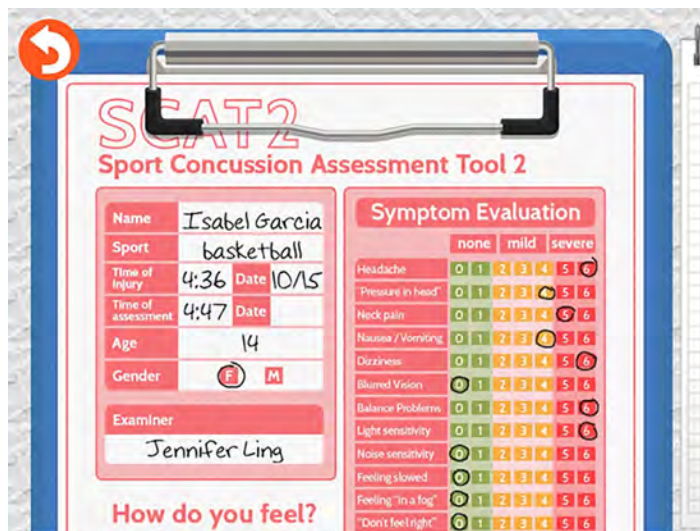 SCAT2
Sport Concussion Assessment Tool 2
Name Isabel Garcia
Sport basketball
Time of injury 4:36 Date 10/15
Time of assessment 4:47 Date
Age 14
Gender F M
Examiner
Jennifer Ling
How do you feel?
Symptom Evaluation
none mild severe
Headache 0 1 2 3 4 5 6
"Pressure in head" 0 1 2 3 4 5 6
Neck pain 0 1 2 3 4 5 6
Nausea / Vomiting 0 1 2 3 4 5 6
Dizziness 0 1 2 3 4 5 6
Blurred Vision 0 1 2 3 4 5 6
Balance Problems 0 1 2 3 4 5 6
Light sensitivity 0 1 2 3 4 5 6
Noise sensitivity 0 1 2 3 4 5 6
Feeling slowed 0 1 2 3 4 5 6
Feeling "in a fog" 0 1 2 3 4 5 6
"Don't feel right" 0 1 2 3 4 5 6